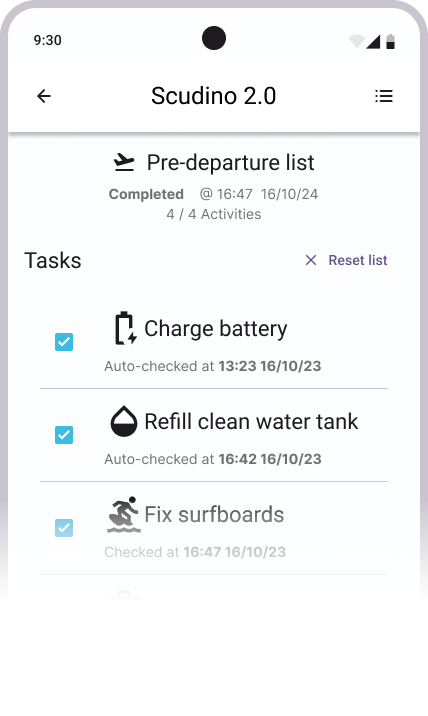 9:30
Scudino 2.0
Pre-departure list
Completed @ 16:47 16/10/24
4 / 4 Activities
Tasks Reset list
Charge battery
Auto-checked at 13:23 16/10/23
Refill clean water tank
Auto-checked at 16:42 16/10/23
Fix surfboards
Checked at 16:47 16/10/23